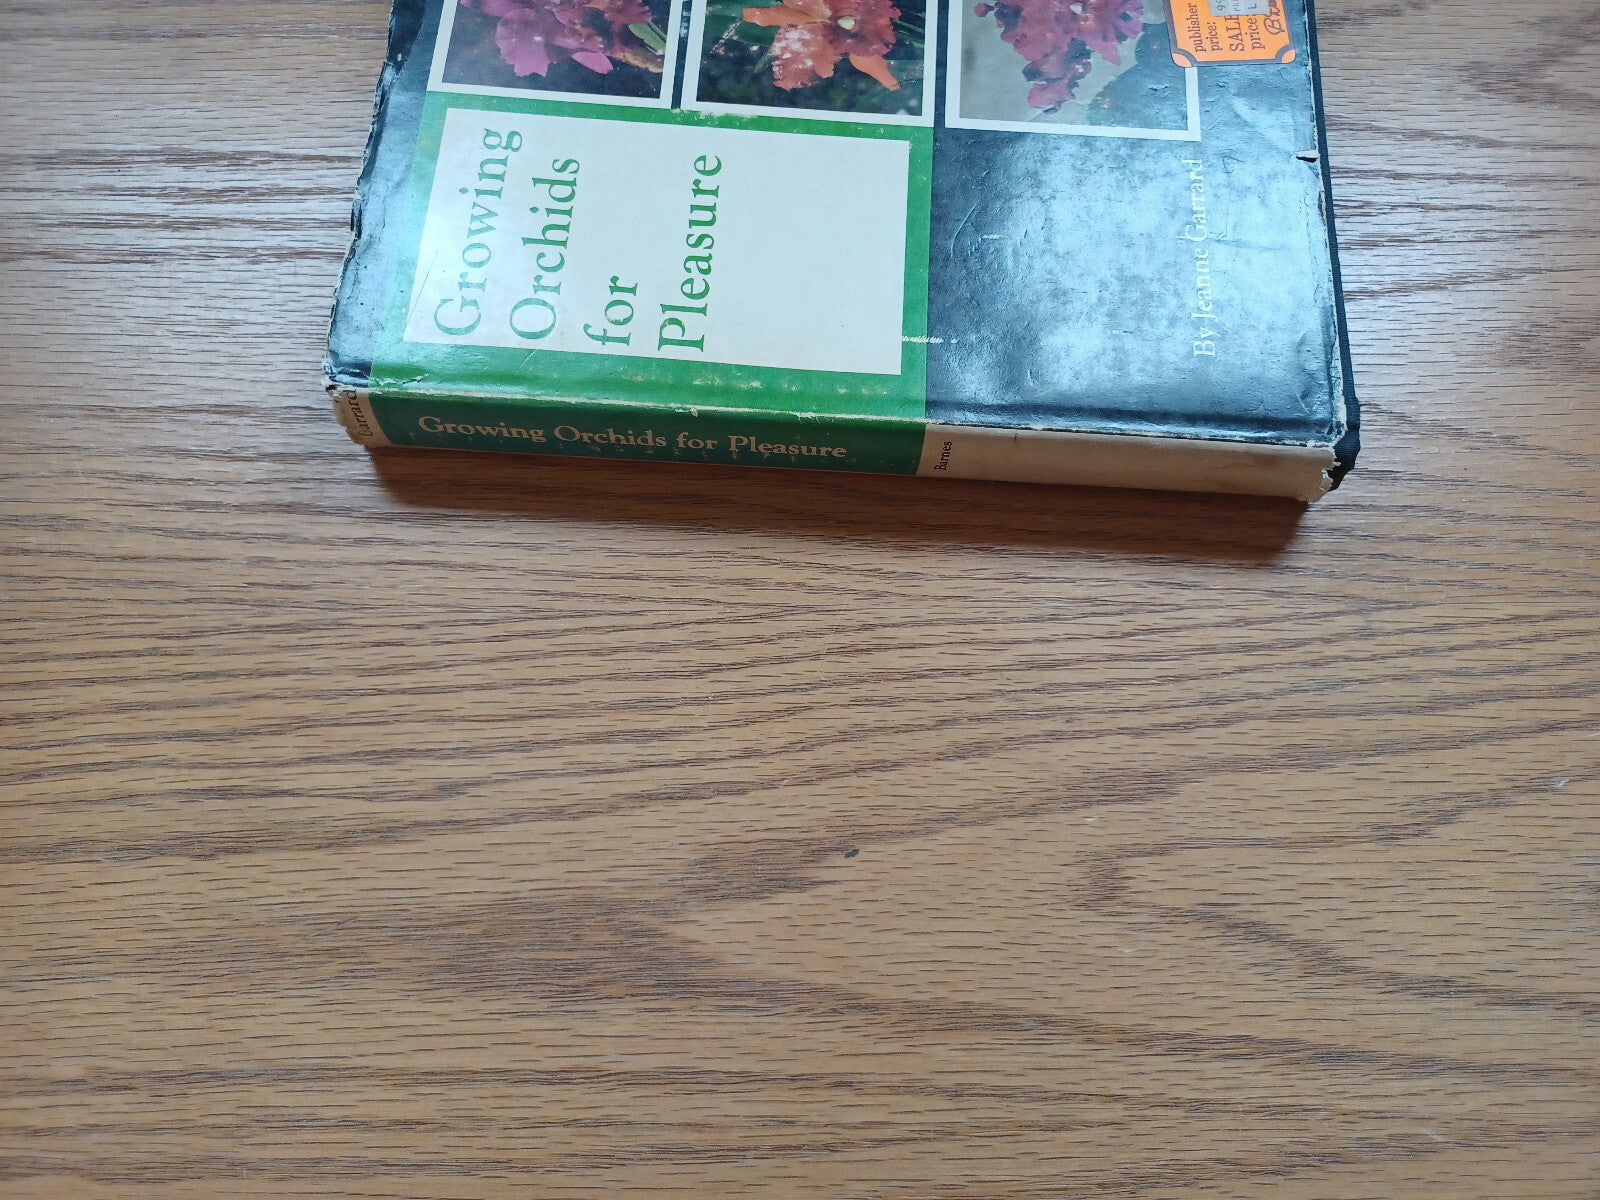 Growing
Orchids
for
Pleasure
By Jeanne Garrard
publisher
price:
SALE
price:
Garrard
Growing Orchids for Pleasure
Barnes